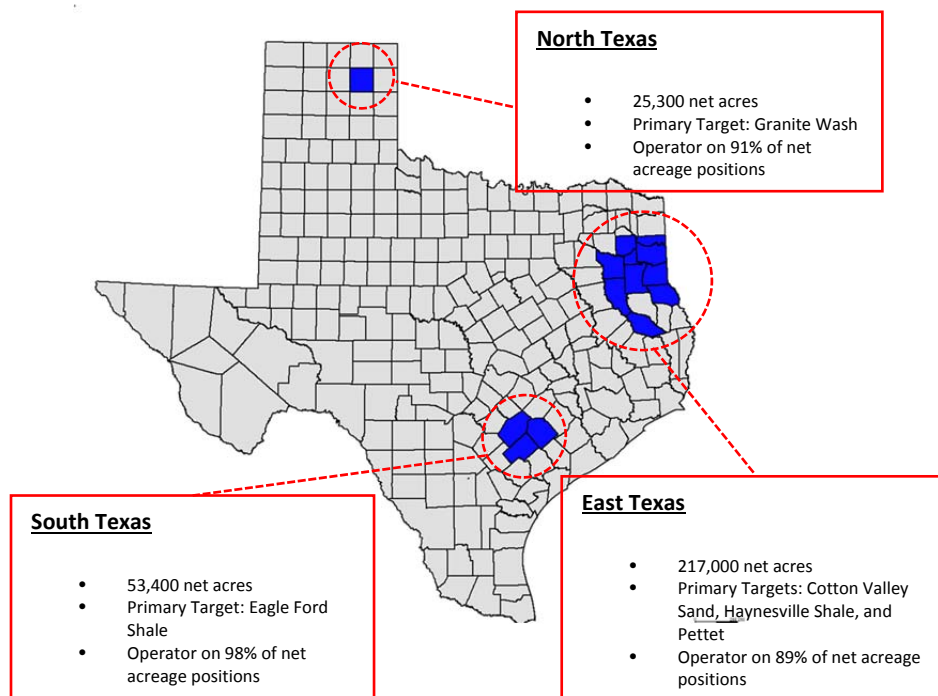 North Texas
• 25,300 net acres
• Primary Target: Granite Wash
• Operator on 91% of net
acreage positions
South Texas
• 53,400 net acres
• Primary Target: Eagle Ford
Shale
• Operator on 98% of net
acreage positions
East Texas
• 217,000 net acres
• Primary Targets: Cotton Valley
Sand, Haynesville Shale, and
Pettet
• Operator on 89% of net acreage
positions